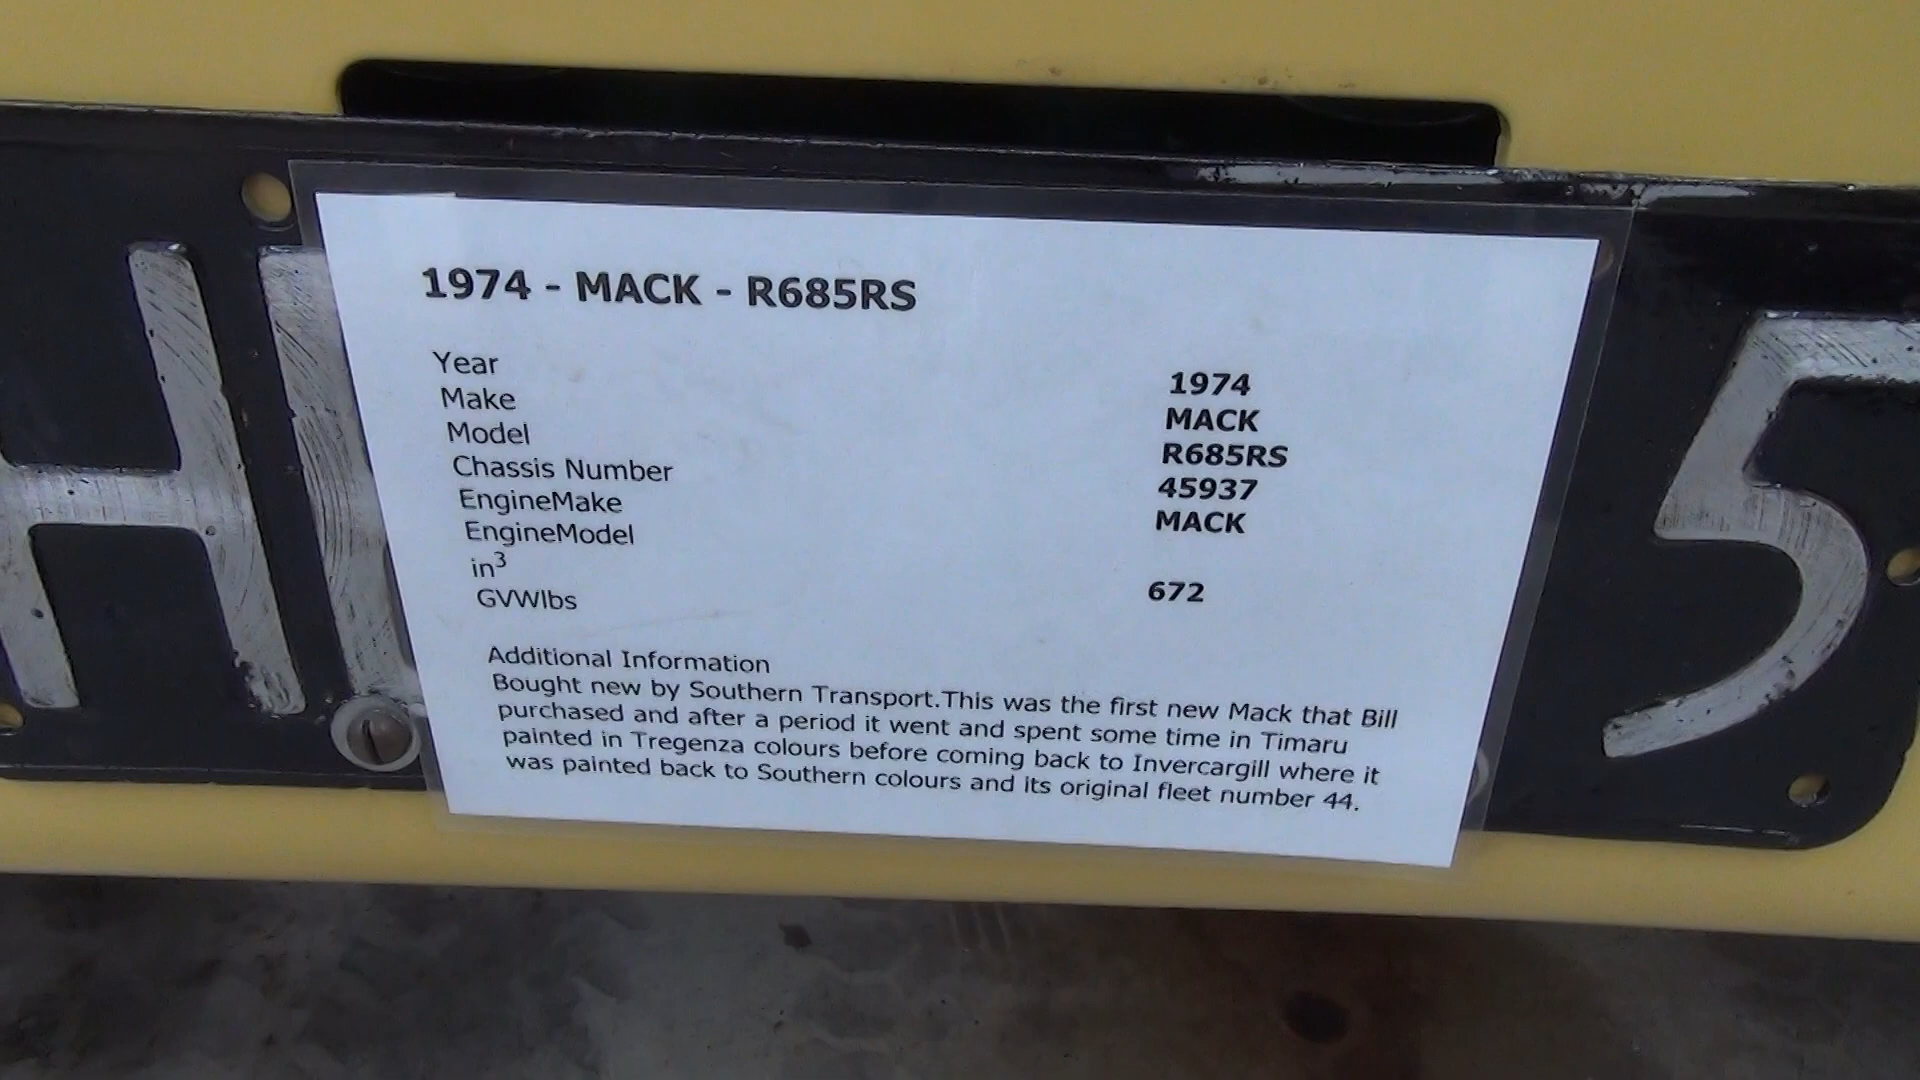 1974 - MACK - R685RS
Year 1974
Make MACK
Model R685RS
Chassis Number 45937
EngineMake MACK
EngineModel
in³ 672
GVWlbs
Additional Information
Bought new by Southern Transport.This was the first new Mack that Bill
purchased and after a period it went and spent some time in Timaru
painted in Tregenza colours before coming back to Invercargill where it
was painted back to Southern colours and its original fleet number 44.
H 5